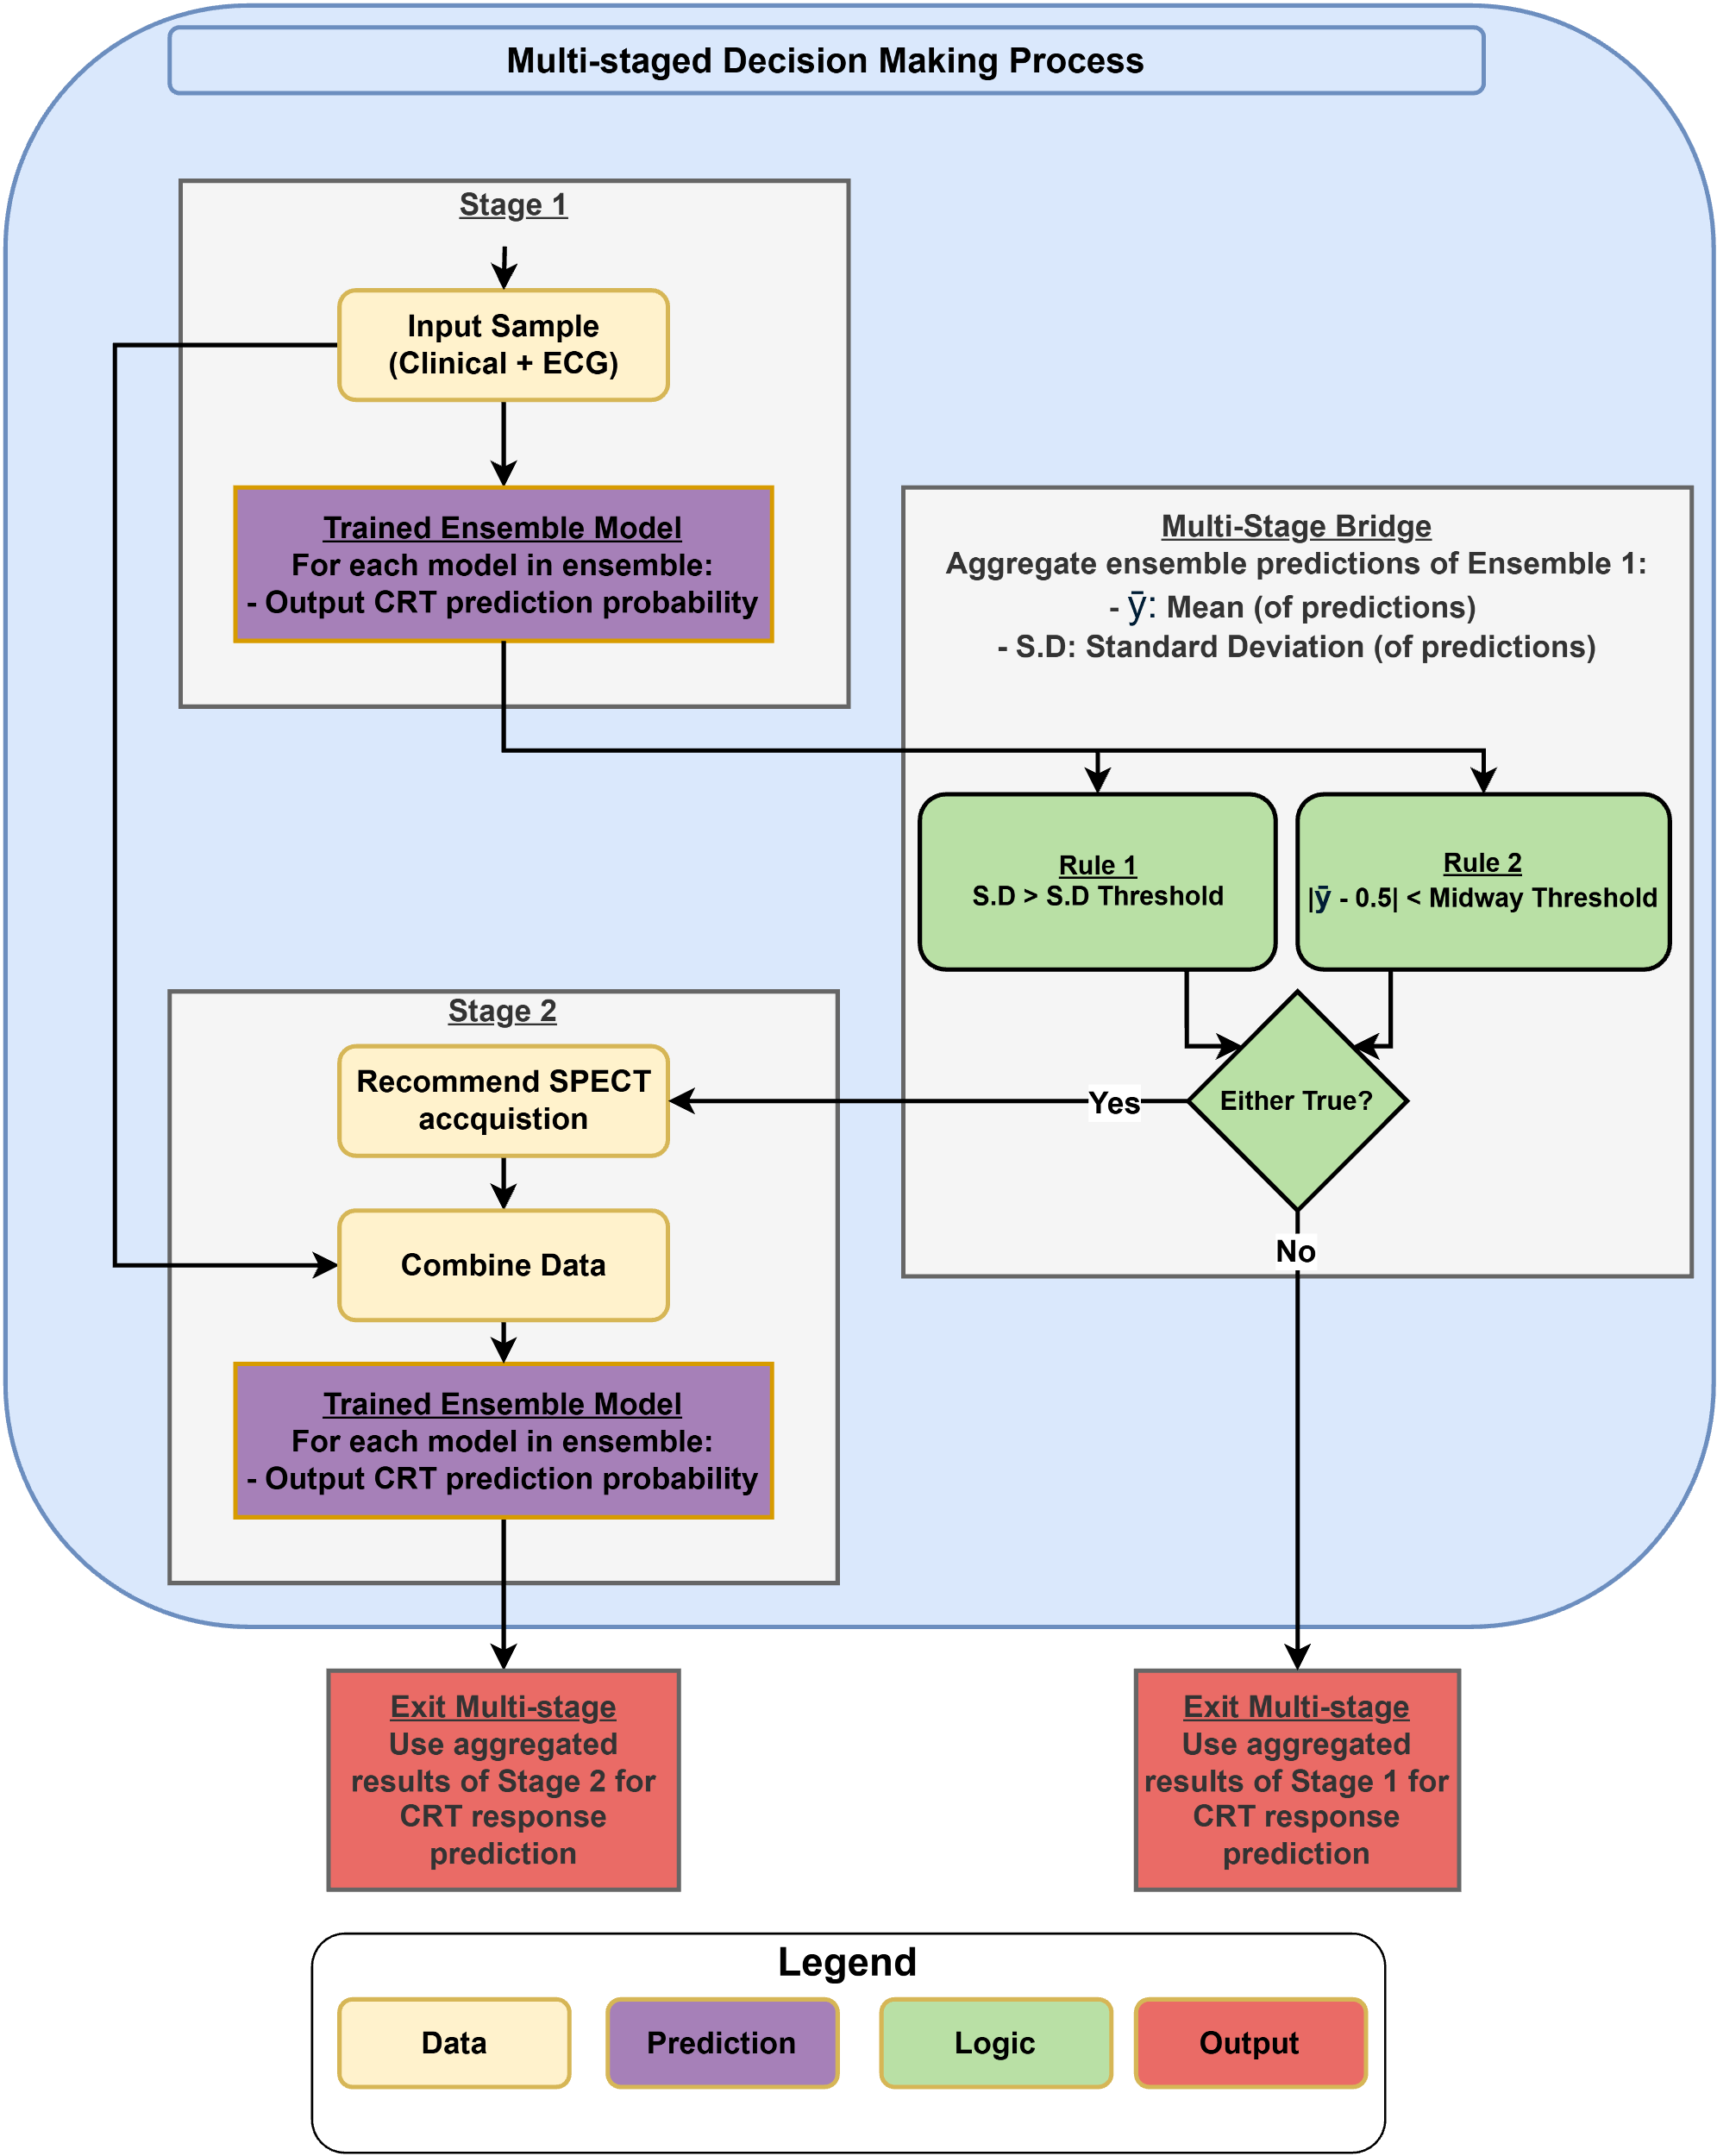 Multi-staged Decision Making Process
Stage 1
Input Sample
(Clinical + ECG)
Trained Ensemble Model
For each model in ensemble:
- Output CRT prediction probability
Multi-Stage Bridge
Aggregate ensemble predictions of Ensemble 1:
- ȳ: Mean (of predictions)
- S.D: Standard Deviation (of predictions)
Rule 1
S.D > S.D Threshold
Rule 2
|ȳ - 0.5| < Midway Threshold
Either True?
Yes
No
Stage 2
Recommend SPECT
accquistion
Combine Data
Trained Ensemble Model
For each model in ensemble:
- Output CRT prediction probability
Exit Multi-stage
Use aggregated
results of Stage 2 for
CRT response
prediction
Exit Multi-stage
Use aggregated
results of Stage 1 for
CRT response
prediction
Legend
Data
Prediction
Logic
Output